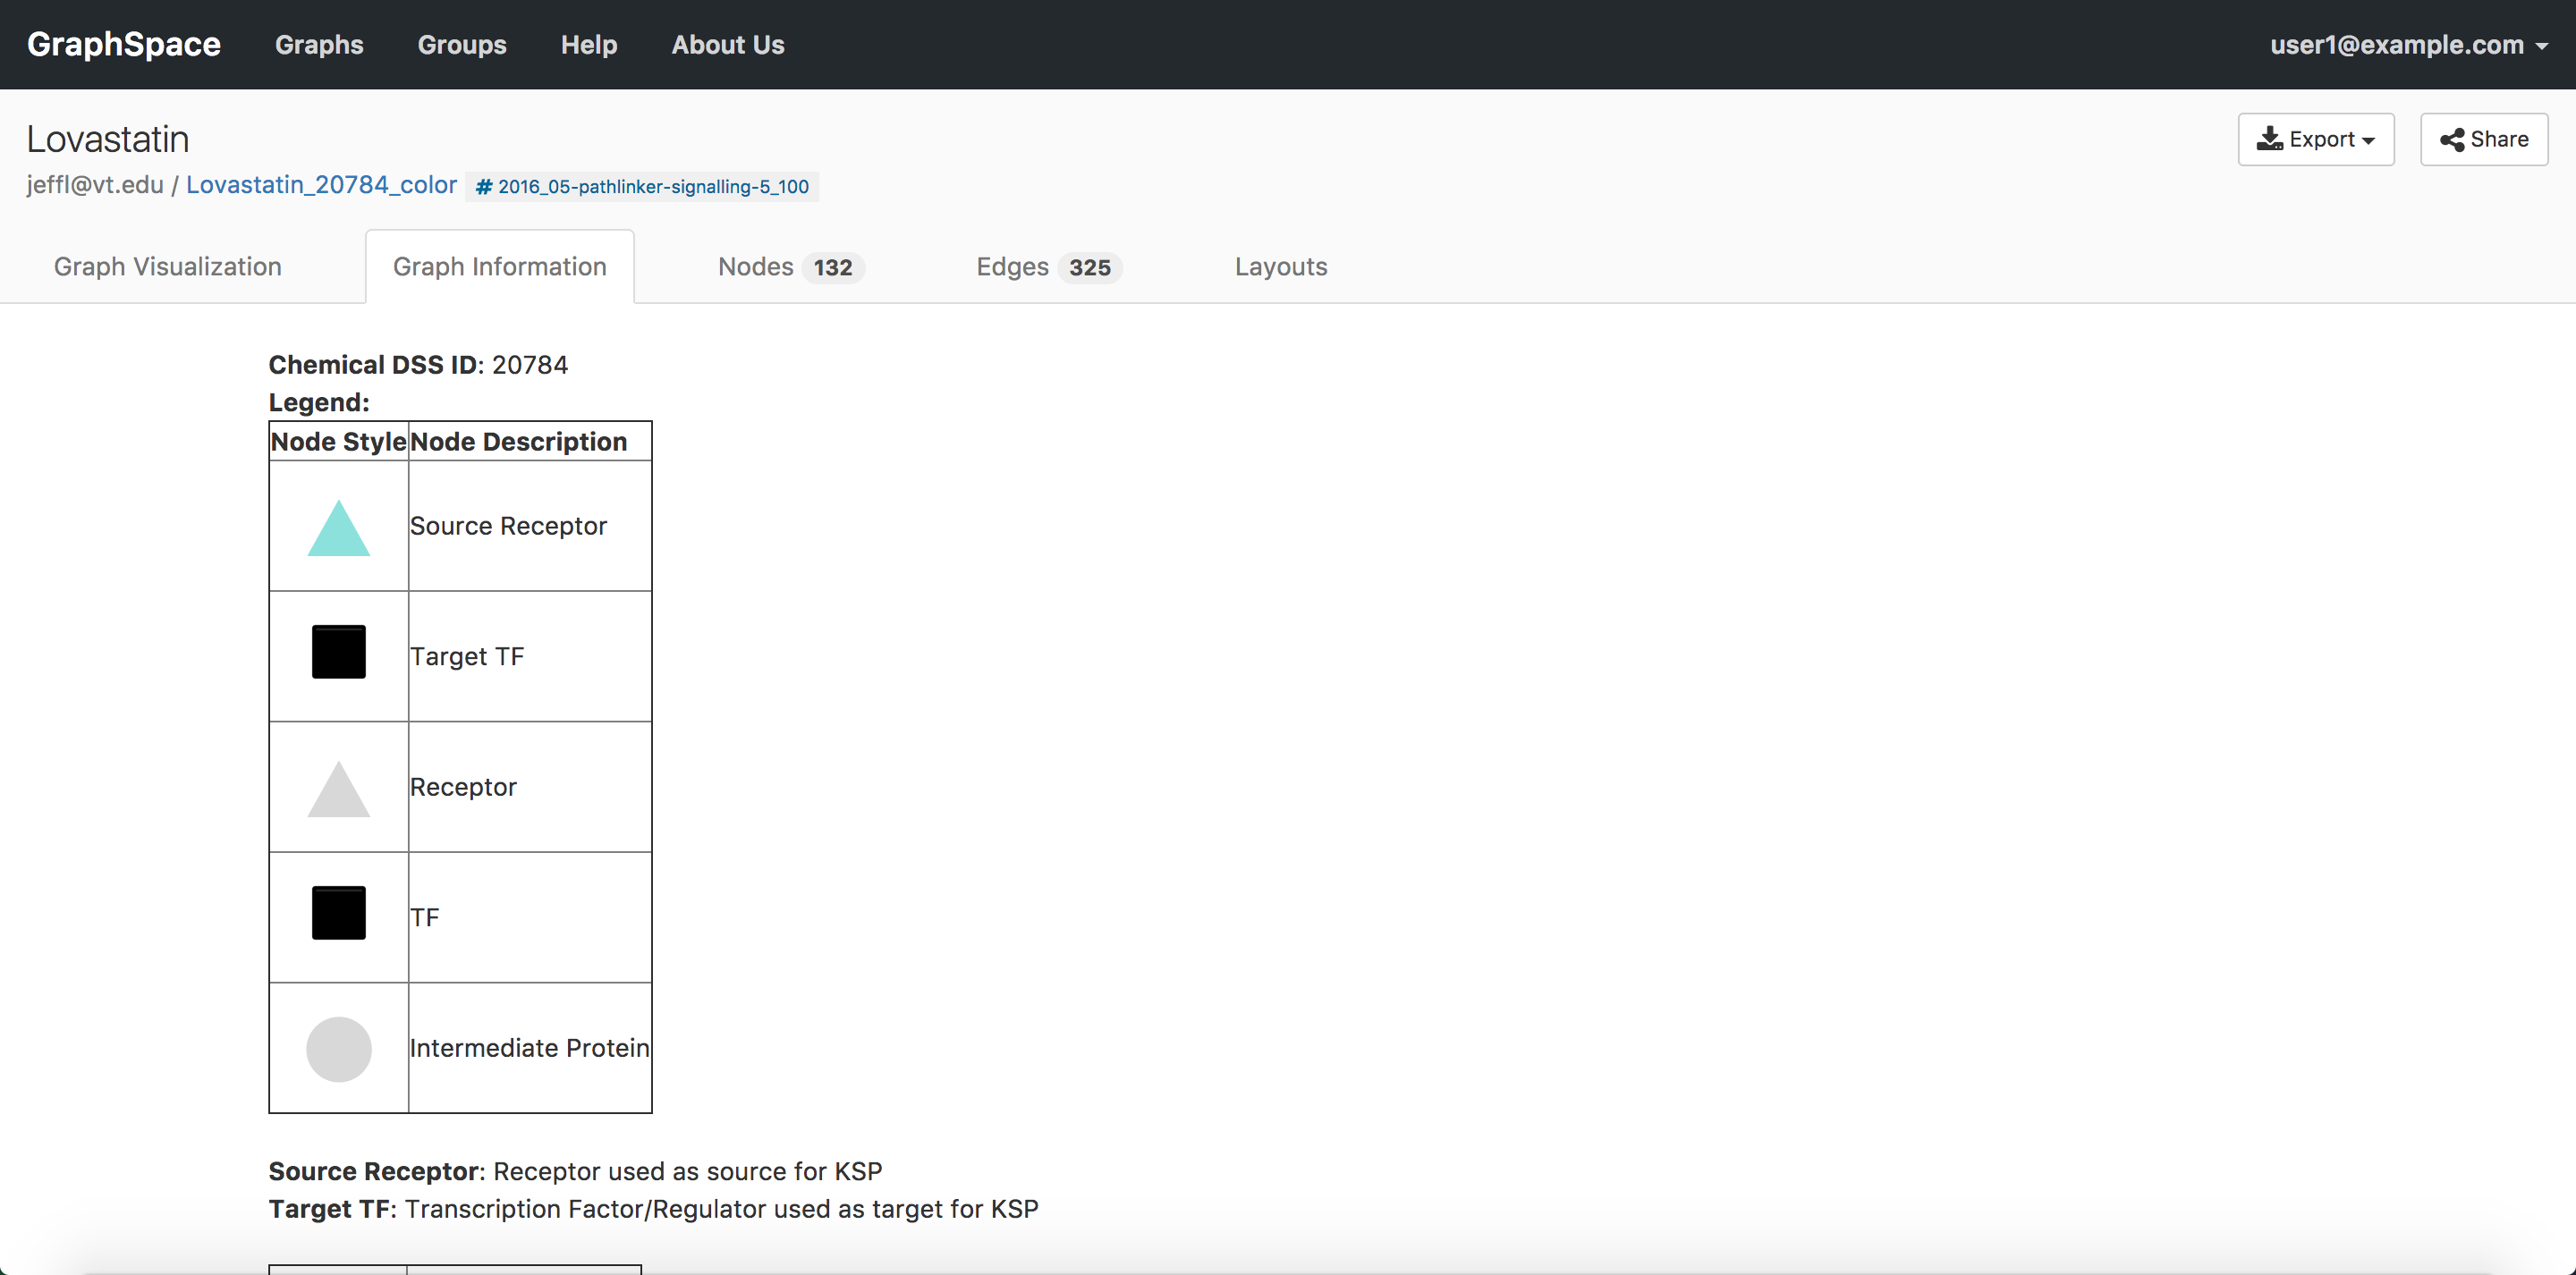 GraphSpace Graphs Groups Help About Us user1@example.com
Lovastatin Export Share
jeffl@vt.edu / Lovastatin_20784_color # 2016_05-pathlinker-signalling-5_100
Graph Visualization Graph Information Nodes 132 Edges 325 Layouts
Chemical DSS ID: 20784
Legend:
Node Style Node Description
Source Receptor
Target TF
Receptor
TF
Intermediate Protein
Source Receptor: Receptor used as source for KSP
Target TF: Transcription Factor/Regulator used as target for KSP